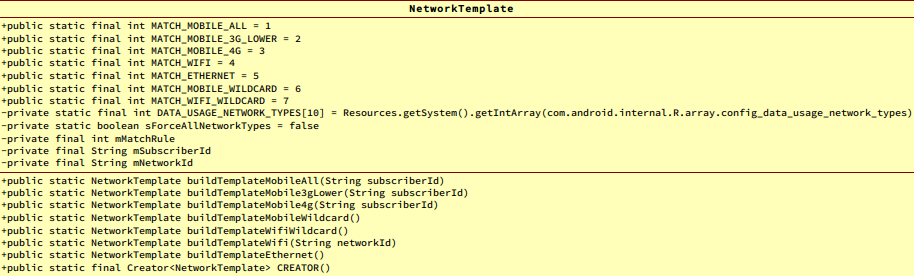 NetworkTemplate
+public static final int MATCH_MOBILE_ALL = 1
+public static final int MATCH_MOBILE_3G_LOWER = 2
+public static final int MATCH_MOBILE_4G = 3
+public static final int MATCH_WIFI = 4
+public static final int MATCH_ETHERNET = 5
+public static final int MATCH_MOBILE_WILDCARD = 6
+public static final int MATCH_WIFI_WILDCARD = 7
-private static final int DATA_USAGE_NETWORK_TYPES[10] = Resources.getSystem().getIntArray(com.android.internal.R.array.config_data_usage_network_types)
-private static boolean sForceAllNetworkTypes = false
-private final int mMatchRule
-private final String mSubscriberId
-private final String mNetworkId
+public static NetworkTemplate buildTemplateMobileAll(String subscriberId)
+public static NetworkTemplate buildTemplateMobile3gLower(String subscriberId)
+public static NetworkTemplate buildTemplateMobile4g(String subscriberId)
+public static NetworkTemplate buildTemplateMobileWildcard()
+public static NetworkTemplate buildTemplateWifiWildcard()
+public static NetworkTemplate buildTemplateWifi(String networkId)
+public static NetworkTemplate buildTemplateEthernet()
+public static final Creator<NetworkTemplate> CREATOR()